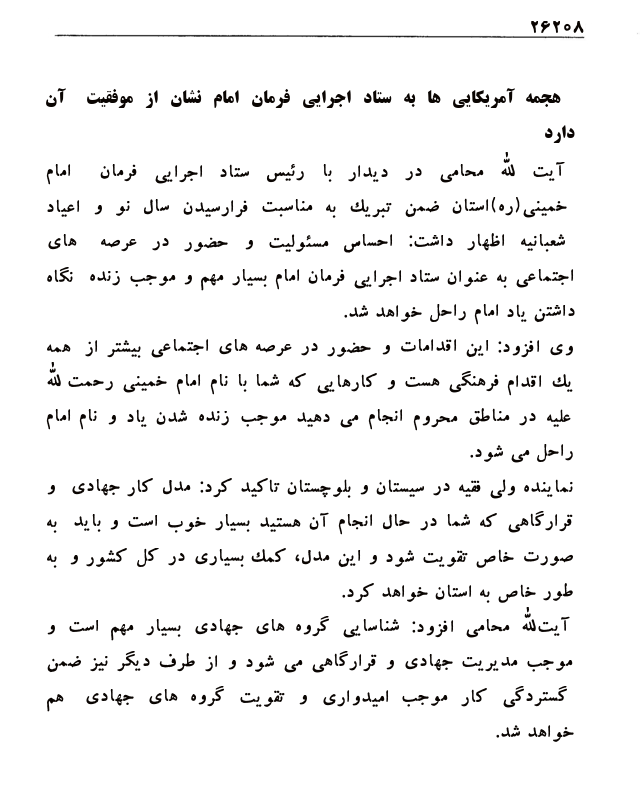 ۲۶۲۰۸
هجمه آمریکایی ها به ستاد اجرایی فرمان امام نشان از موفقیت آن
دارد
آیت الله محامی در دیدار با رئیس ستاد اجرایی فرمان امام
خمینی(ره)استان ضمن تبریك به مناسبت فرارسیدن سال نو و اعیاد
شعبانیه اظهار داشت: احساس مسئولیت و حضور در عرصه های
اجتماعی به عنوان ستاد اجرایی فرمان امام بسیار مهم و موجب زنده نگاه
داشتن یاد امام راحل خواهد شد.
وی افزود: این اقدامات و حضور در عرصه های اجتماعی بیشتر از همه
یك اقدام فرهنگی هست و کارهایی که شما با نام امام خمینی رحمت الله
علیه در مناطق محروم انجام می دهید موجب زنده شدن یاد و نام امام
راحل می شود.
نماینده ولی فقیه در سیستان و بلوچستان تاکید کرد: مدل کار جهادی و
قرارگاهی که شما در حال انجام آن هستید بسیار خوب است و باید به
صورت خاص تقویت شود و این مدل، کمك بسیاری در کل کشور و به
طور خاص به استان خواهد کرد.
آیت‌الله محامی افزود: شناسایی گروه های جهادی بسیار مهم است و
موجب مدیریت جهادی و قرارگاهی می شود و از طرف دیگر نیز ضمن
گستردگی کار موجب امیدواری و تقویت گروه های جهادی هم
خواهد شد.